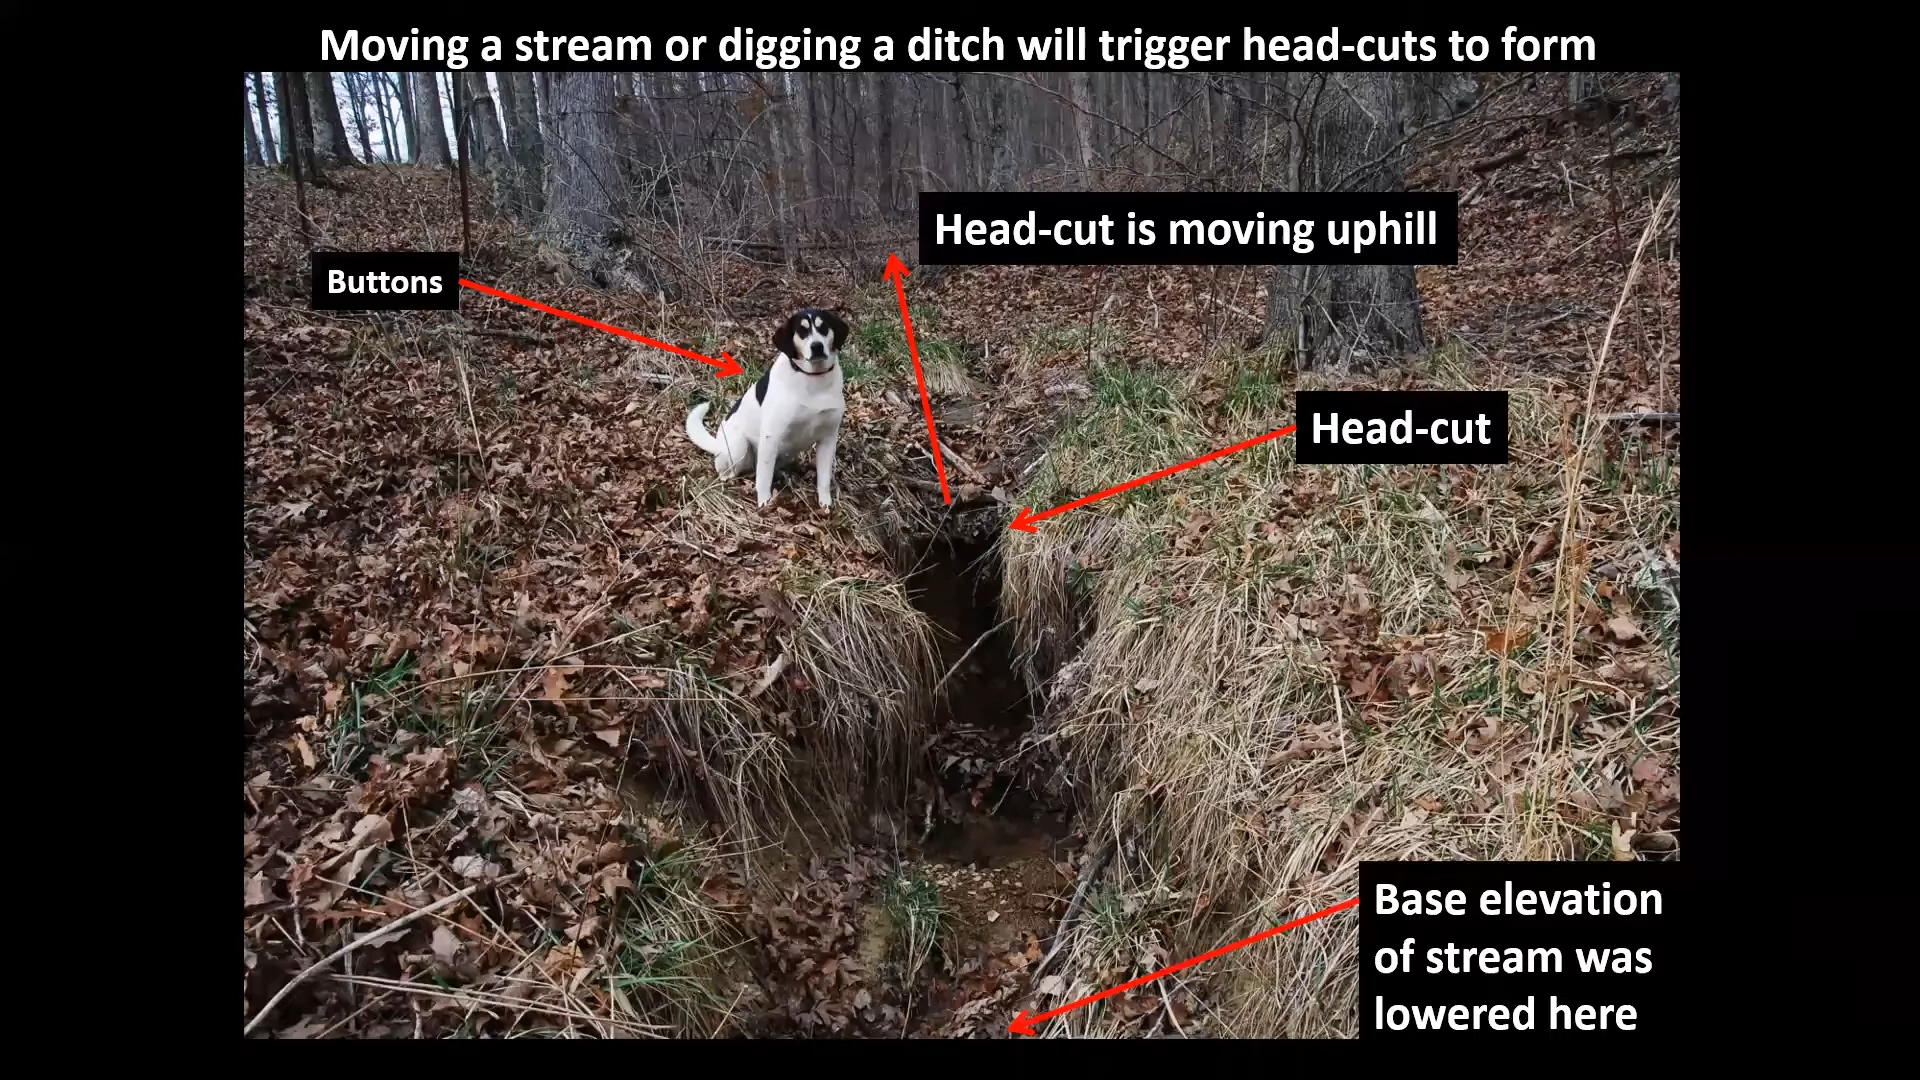 Moving a stream or digging a ditch will trigger head-cuts to form
Head-cut is moving uphill
Buttons
Head-cut
Base elevation
of stream was
lowered here